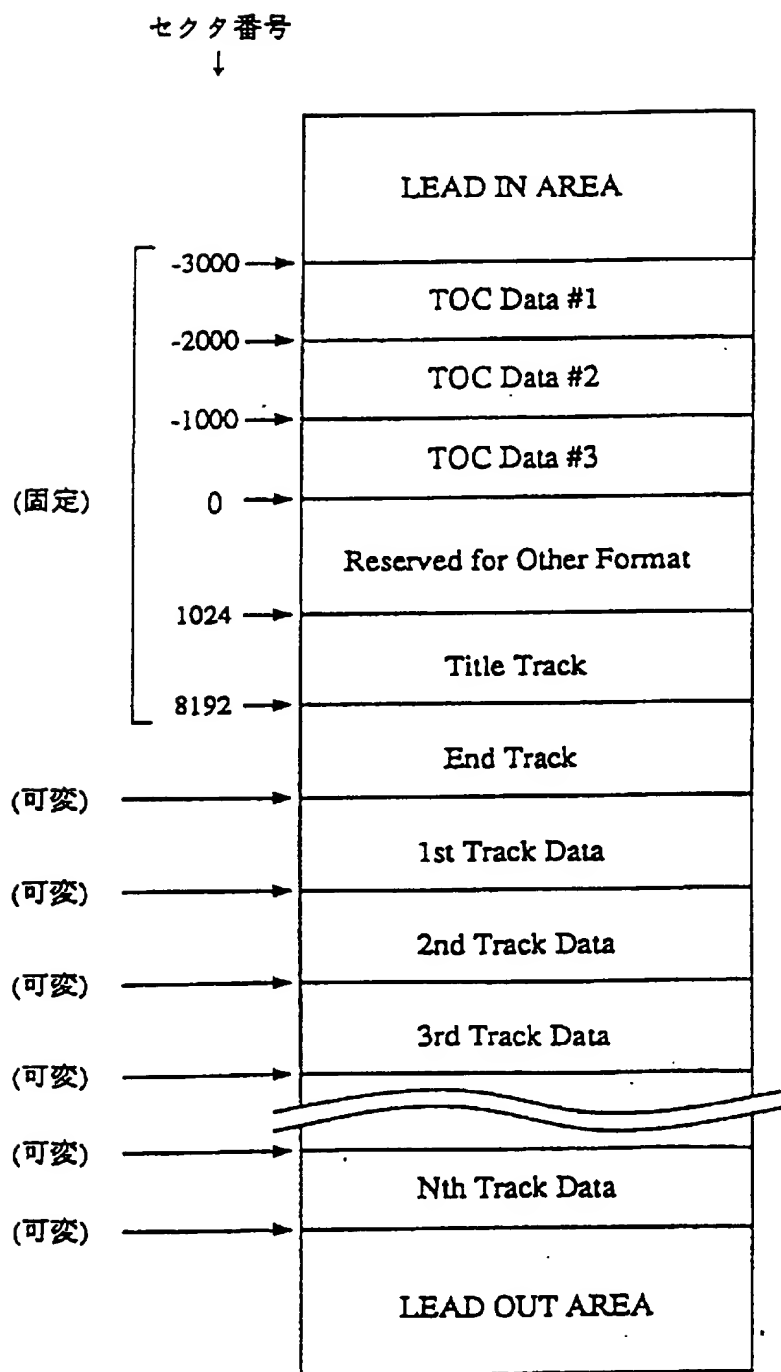 セクタ番号
↓
LEAD IN AREA
-3000
TOC Data #1
-2000
TOC Data #2
-1000
TOC Data #3
(固定)
0
Reserved for Other Format
1024
Title Track
8192
End Track
(可変)
1st Track Data
(可変)
2nd Track Data
(可変)
3rd Track Data
(可変)
(可変)
Nth Track Data
(可変)
LEAD OUT AREA